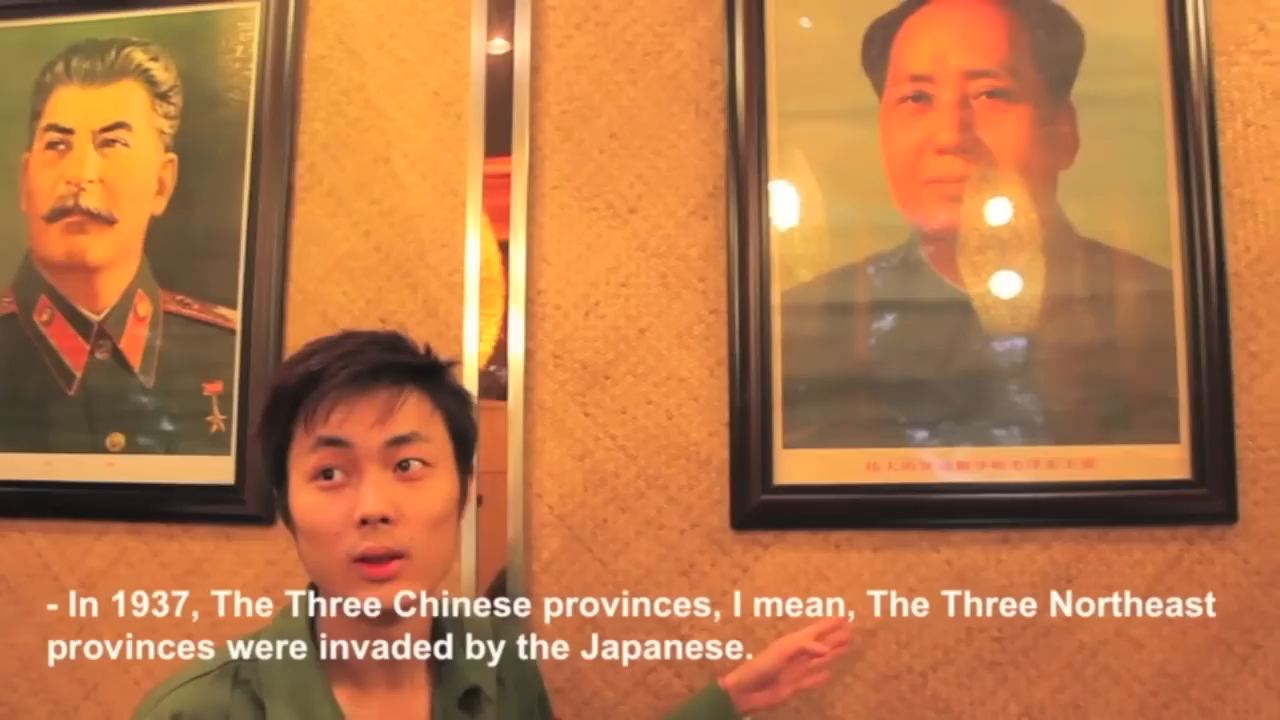 - In 1937, The Three Chinese provinces, I mean, The Three Northeast
provinces were invaded by the Japanese.